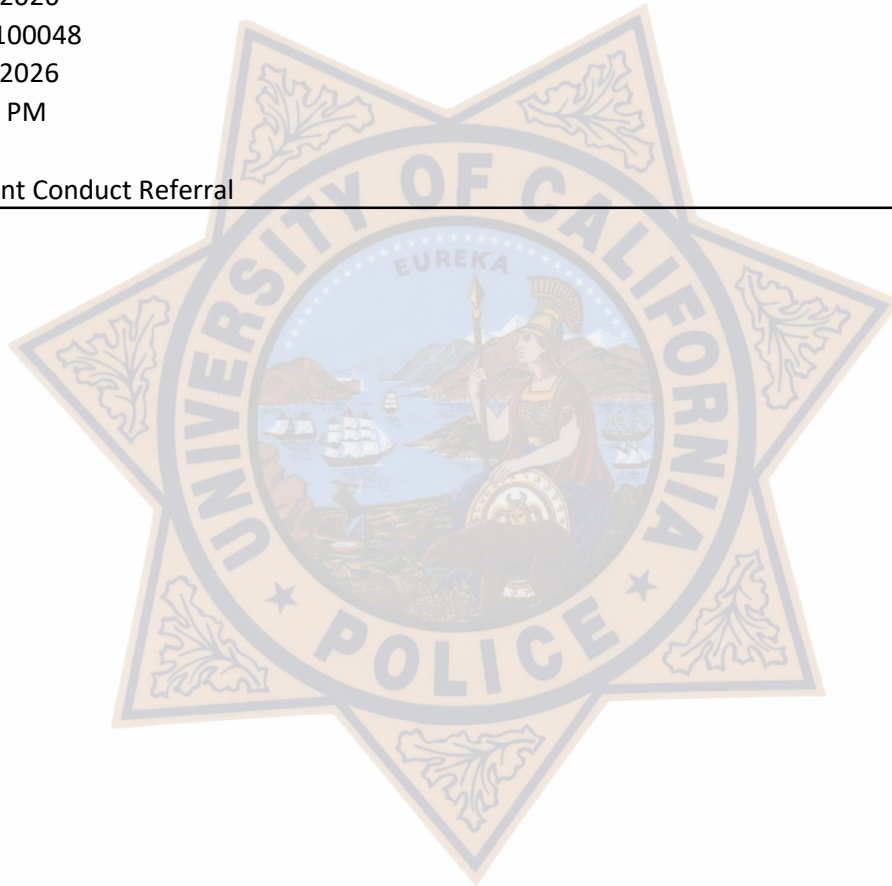 2026
100048
2026
PM
nt Conduct Referral
UNIVERSITY OF CALIFORNIA
EUREKA
★ POLICE ★